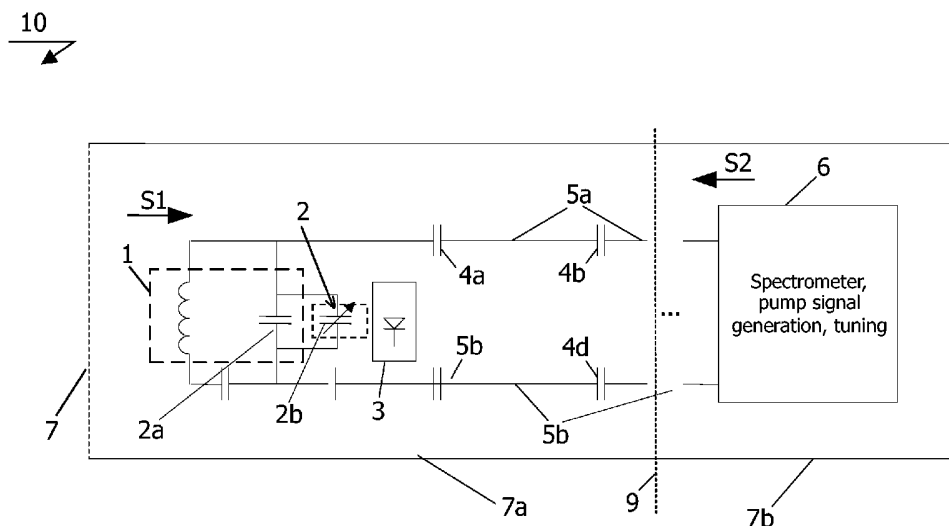 10
S1
S2
6
5a
2
1
4a
4b
Spectrometer,
pump signal
generation, tuning
...
5b
4d
7
2a
2b
3
5b
7a
9
7b